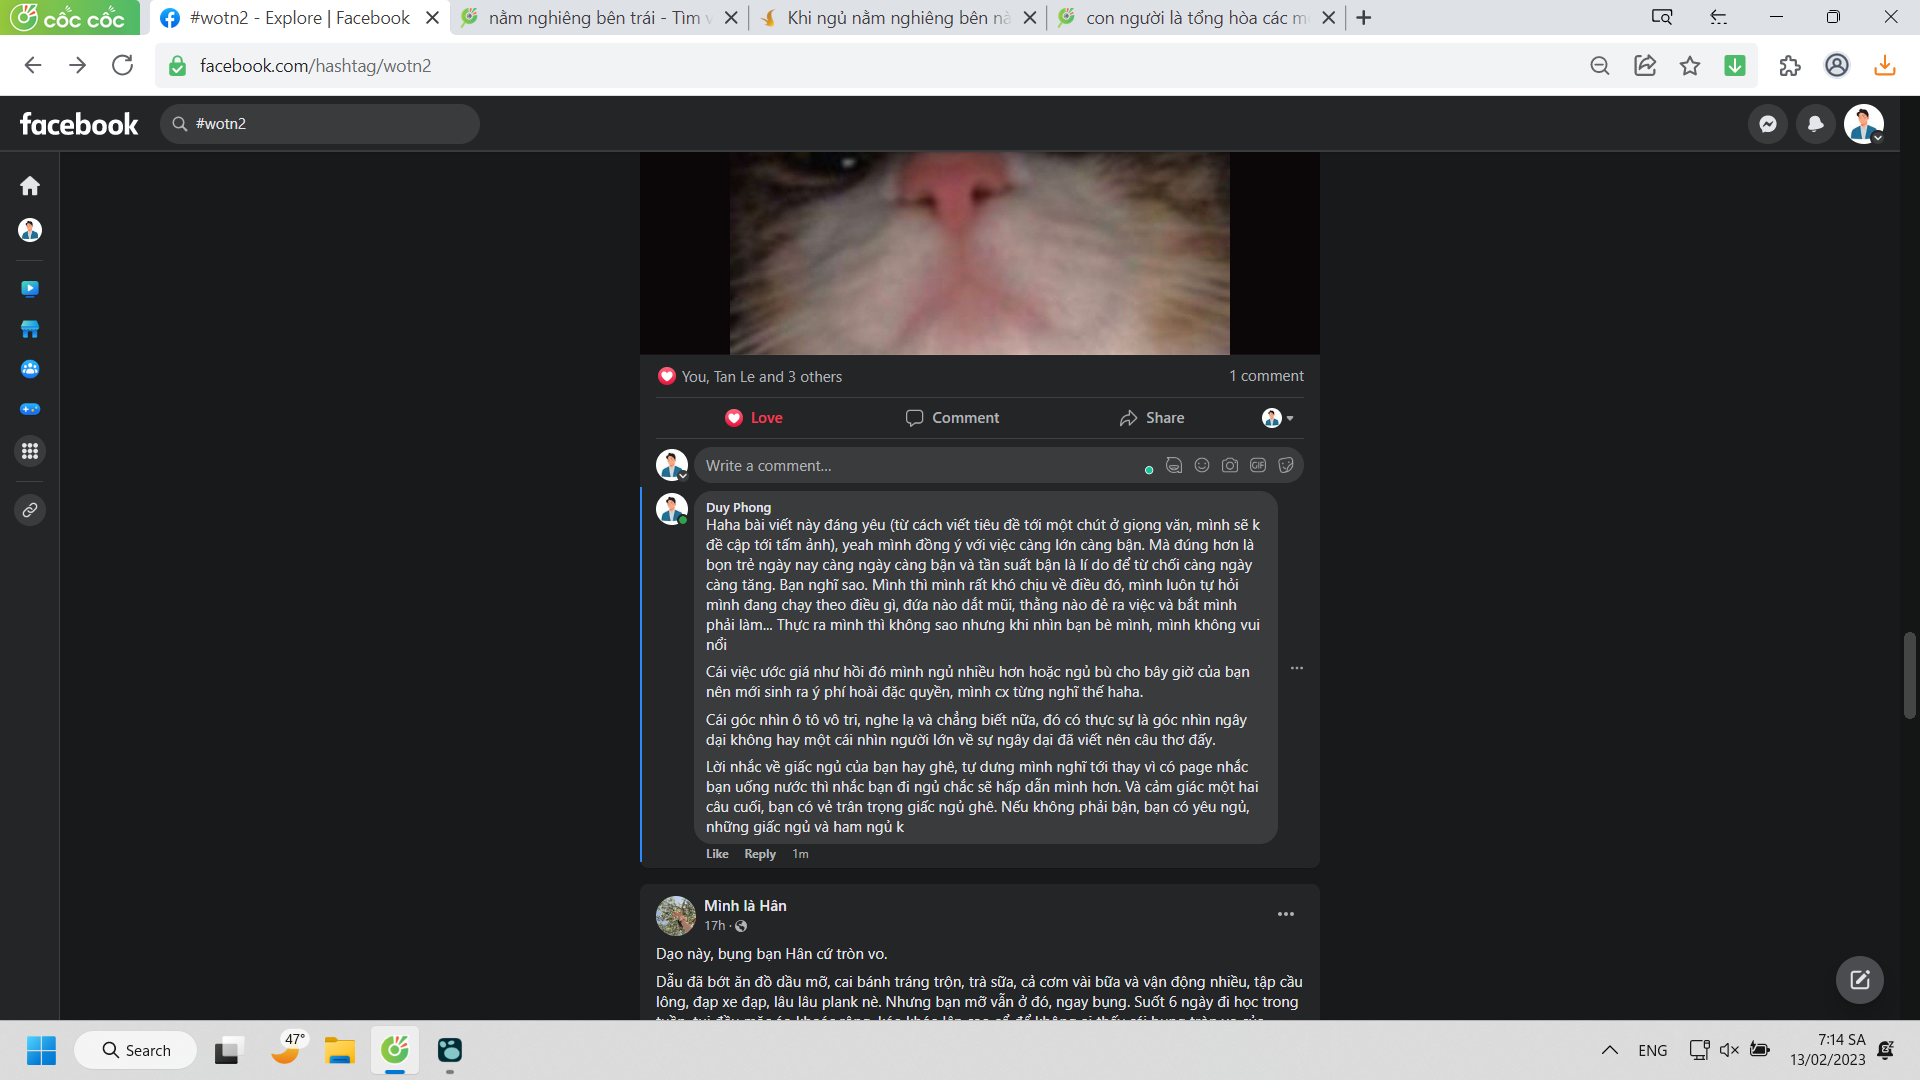 cốc cốc
#wotn2 - Explore | Facebook
nằm nghiêng bên trái - Tìm v
Khi ngủ nằm nghiêng bên nà
con người là tổng hòa các m
facebook.com/hashtag/wotn2
facebook
#wotn2
You, Tan Le and 3 others
1 comment
Love
Comment
Share
Write a comment...
GIF
Duy Phong
Haha bài viết này đáng yêu (từ cách viết tiêu đề tới một chút ở giọng văn, mình sẽ k
đề cập tới tấm ảnh), yeah mình đồng ý với việc càng lớn càng bận. Mà đúng hơn là
bọn trẻ ngày nay càng ngày càng bận và tần suất bận là lí do để từ chối càng ngày
càng tăng. Bạn nghĩ sao. Mình thì mình rất khó chịu về điều đó, mình luôn tự hỏi
mình đang chạy theo điều gì, đứa nào dắt mũi, thằng nào đẻ ra việc và bắt mình
phải làm... Thực ra mình thì không sao nhưng khi nhìn bạn bè mình, mình không vui
nổi
Cái việc ước giá như hồi đó mình ngủ nhiều hơn hoặc ngủ bù cho bây giờ của bạn
nên mới sinh ra ý phí hoài đặc quyền, mình cx từng nghĩ thế haha.
Cái góc nhìn ô tô vô tri, nghe lạ và chẳng biết nữa, đó có thực sự là góc nhìn ngây
dại không hay một cái nhìn người lớn về sự ngây dại đã viết nên câu thơ đấy.
Lời nhắc về giấc ngủ của bạn hay ghê, tự dưng mình nghĩ tới thay vì có page nhắc
bạn uống nước thì nhắc bạn đi ngủ chắc sẽ hấp dẫn mình hơn. Và cảm giác một hai
câu cuối, bạn có vẻ trân trọng giấc ngủ ghê. Nếu không phải bận, bạn có yêu ngủ,
những giấc ngủ và ham ngủ k
Like Reply 1m
Mình là Hân
17h
Dạo này, bụng bạn Hân cứ tròn vo.
Dẫu đã bớt ăn đồ dầu mỡ, cai bánh tráng trộn, trà sữa, cả cơm vài bữa và vận động nhiều, tập cầu
lông, đạp xe đạp, lâu lâu plank nè. Nhưng bạn mỡ vẫn ở đó, ngay bụng. Suốt 6 ngày đi học trong
Search
47°
ENG
7:14 SA
13/02/2023